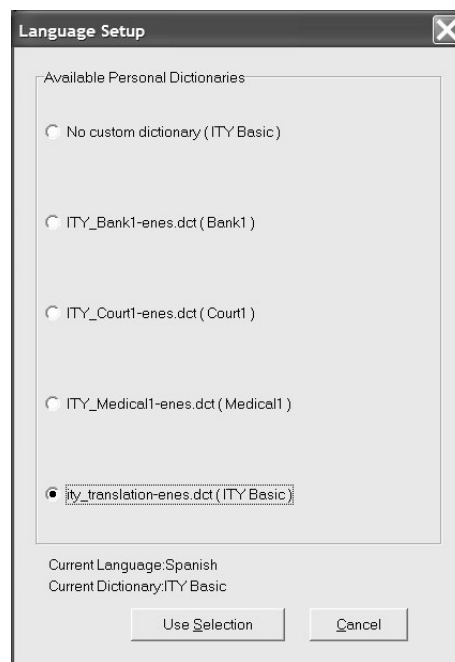 Language Setup
Available Personal Dictionaries
No custom dictionary ( ITY Basic )
ITY_Bank1-enes.dct ( Bank1 )
ITY_Court1-enes.dct ( Court1 )
ITY_Medical1-enes.dct ( Medical1 )
ity_translation-enes.dct ( ITY Basic )
Current Language:Spanish
Current Dictionary:ITY Basic
Use Selection
Cancel